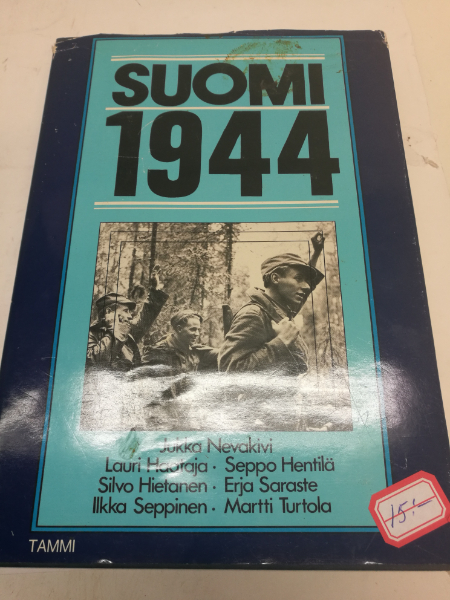 SUOMI
1944
Jukka Nevakivi
Lauri Haataja · Seppo Hentilä
Silvo Hietanen · Erja Saraste
Ilkka Seppinen · Martti Turtola
15:-
TAMMI